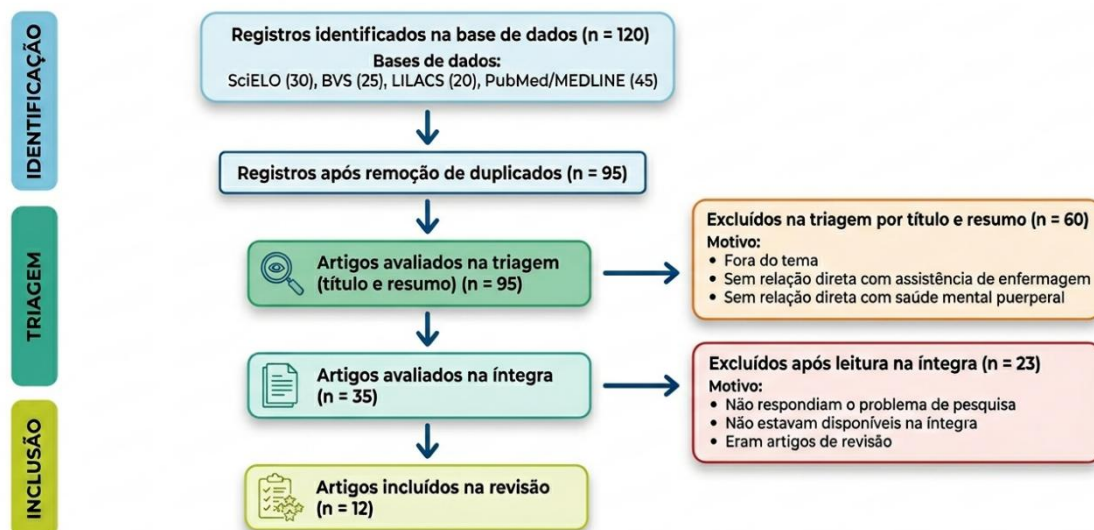 IDENTIFICAÇÃO
Registros identificados na base de dados (n = 120)
Bases de dados:
SciELO (30), BVS (25), LILACS (20), PubMed/MEDLINE (45)
Registros após remoção de duplicados (n = 95)
TRIAGEM
Artigos avaliados na triagem
(título e resumo) (n = 95)
Excluídos na triagem por título e resumo (n = 60)
Motivo:
• Fora do tema
• Sem relação direta com assistência de enfermagem
• Sem relação direta com saúde mental puerperal
Artigos avaliados na íntegra
(n = 35)
Excluídos após leitura na íntegra (n = 23)
Motivo:
• Não respondiam o problema de pesquisa
• Não estavam disponíveis na íntegra
• Eram artigos de revisão
INCLUSÃO
Artigos incluídos na revisão
(n = 12)